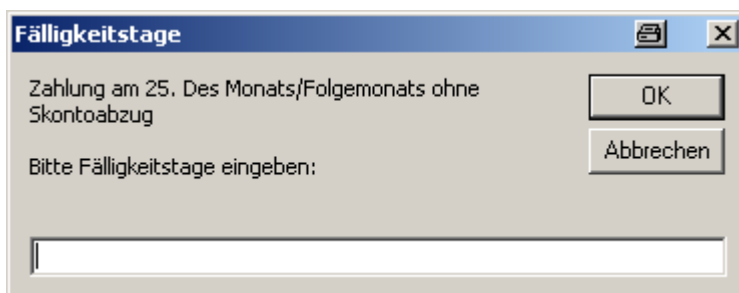 Fälligkeitstage
Zahlung am 25. Des Monats/Folgemonats ohne
Skontoabzug
Bitte Fälligkeitstage eingeben:
OK
Abbrechen